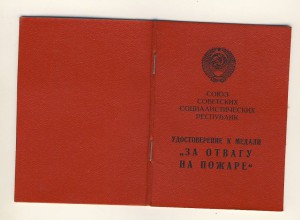 СОЮЗ
СОВЕТСКИХ
СОЦИАЛИСТИЧЕСКИХ
РЕСПУБЛИК
УДОСТОВЕРЕНИЕ К МЕДАЛИ
„ЗА ОТВАГУ
НА ПОЖАРЕ“